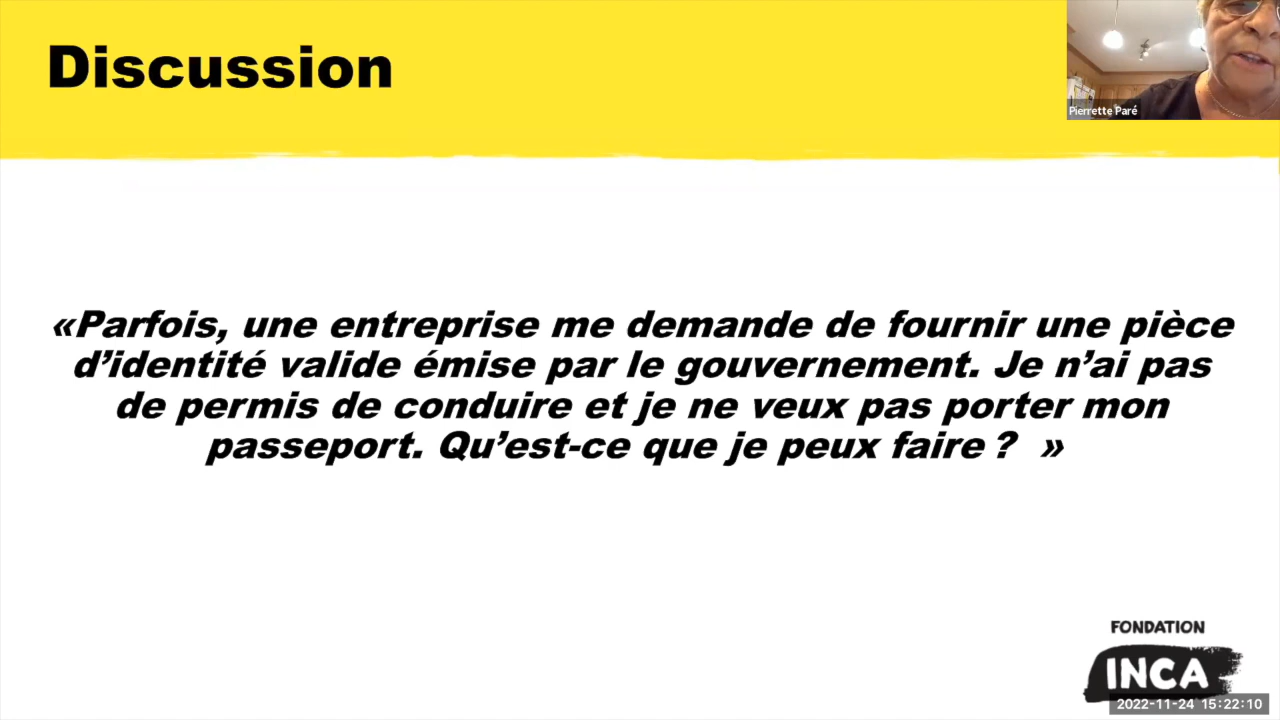 Discussion
Pierrette Paré
«Parfois, une entreprise me demande de fournir une pièce
d’identité valide émise par le gouvernement. Je n’ai pas
de permis de conduire et je ne veux pas porter mon
passeport. Qu’est-ce que je peux faire ?  »
FONDATION
INCA
2022-11-24 15:22:10